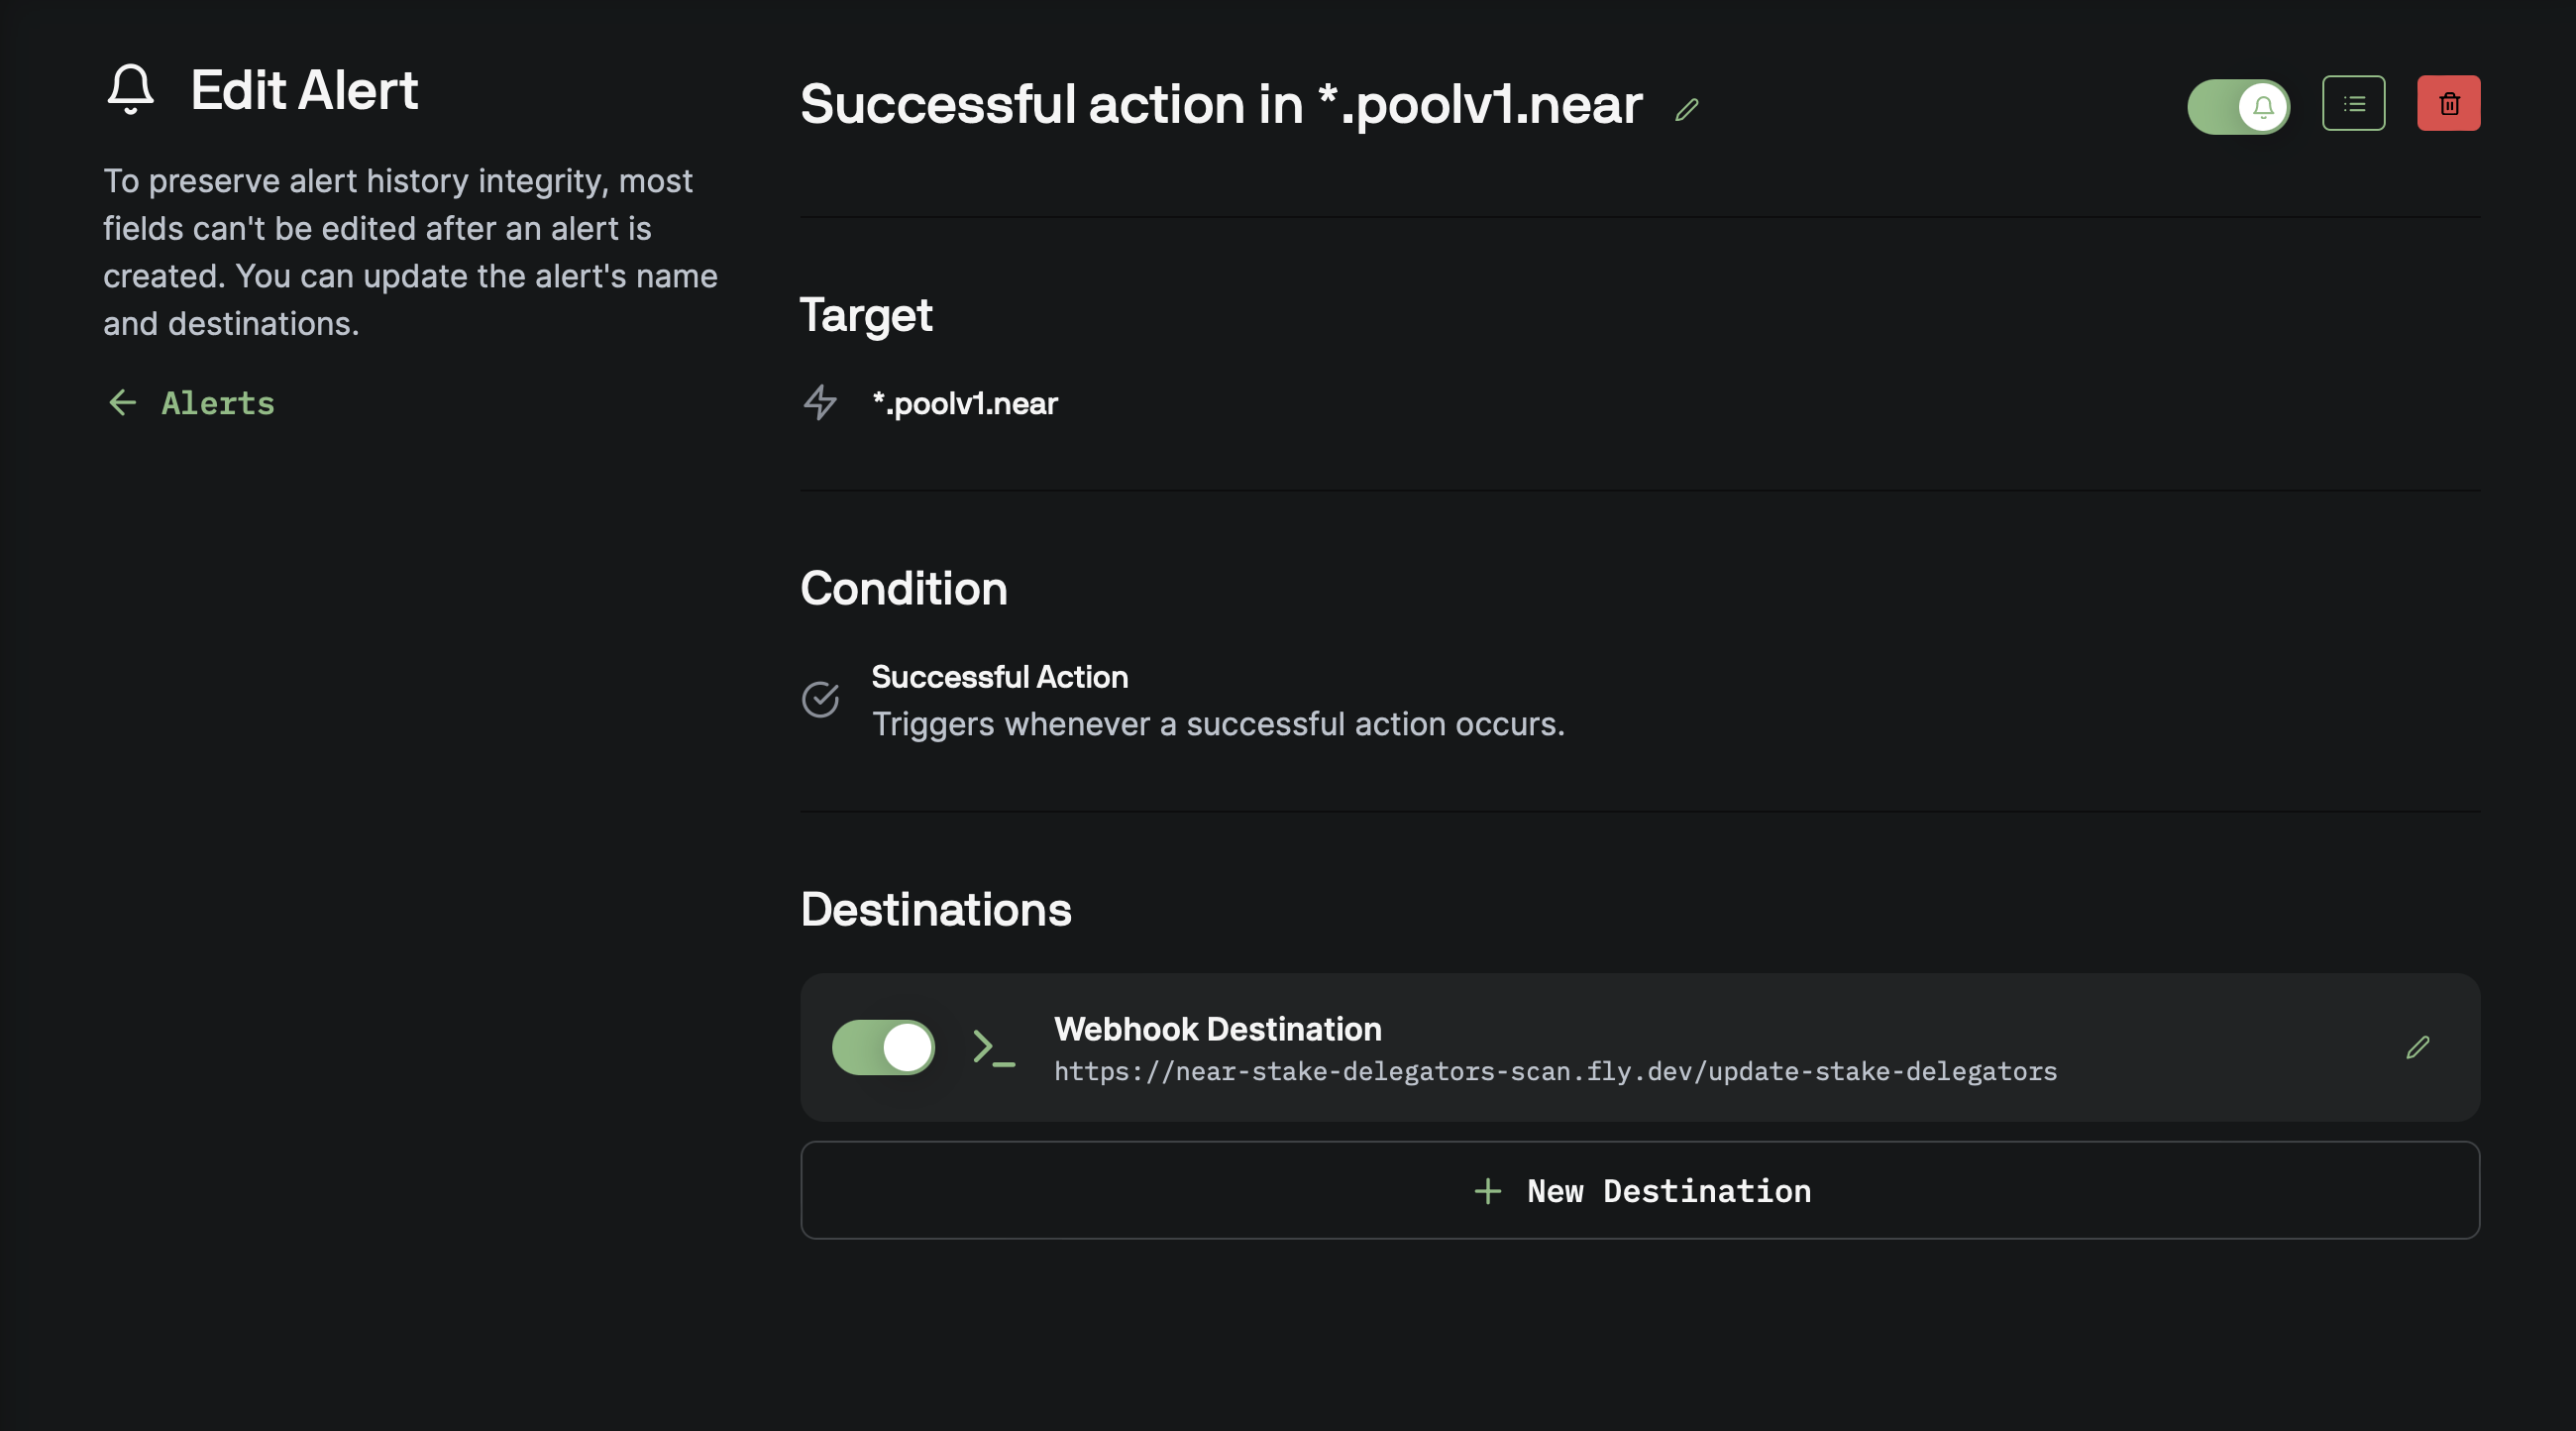 Edit Alert
To preserve alert history integrity, most
fields can't be edited after an alert is
created. You can update the alert's name
and destinations.
Alerts
Successful action in *.poolv1.near
Target
*.poolv1.near
Condition
Successful Action
Triggers whenever a successful action occurs.
Destinations
Webhook Destination
https://near-stake-delegators-scan.fly.dev/update-stake-delegators
New Destination